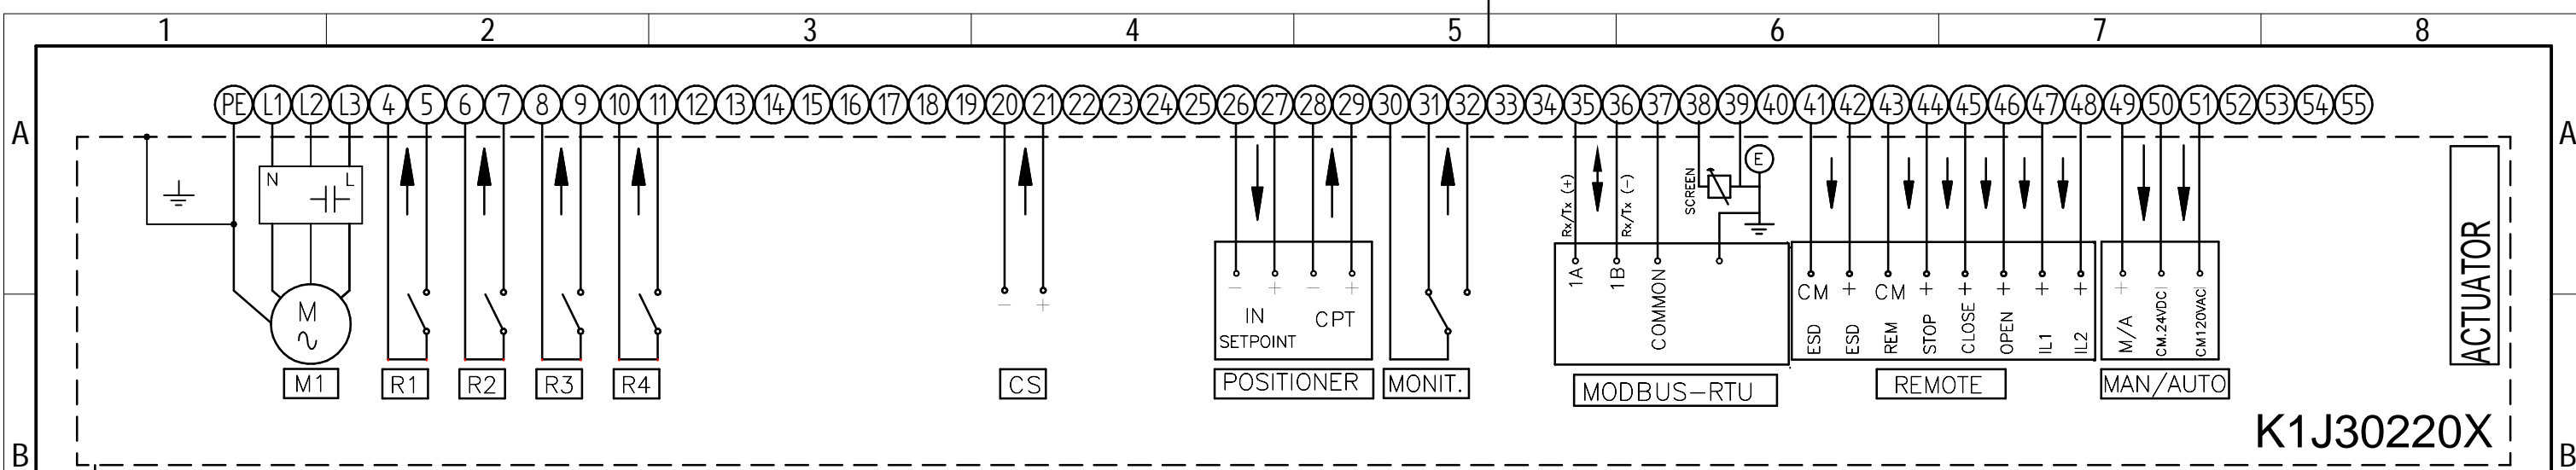 1 2 3 4 5 6 7 8
A A
PE L1 L2 L3 4 5 6 7 8 9 10 11 12 13 14 15 16 17 18 19 20 21 22 23 24 25 26 27 28 29 30 31 32 33 34 35 36 37 38 39 40 41 42 43 44 45 46 47 48 49 50 51 52 53 54 55
N L
M
Rx/Tx (+)
Rx/Tx (-)
SCREEN
E
- +
- + - +
IN CPT
SETPOINT
1A
1B
COMMON
CM + CM + + + + +
ESD
ESD
REM
STOP
CLOSE
OPEN
IL1
IL2
+
M/A
CM.24VDC
CM120VAC
ACTUATOR
M1 R1 R2 R3 R4 CS POSITIONER MONIT. MODBUS-RTU REMOTE MAN/AUTO
K1J30220X
B B